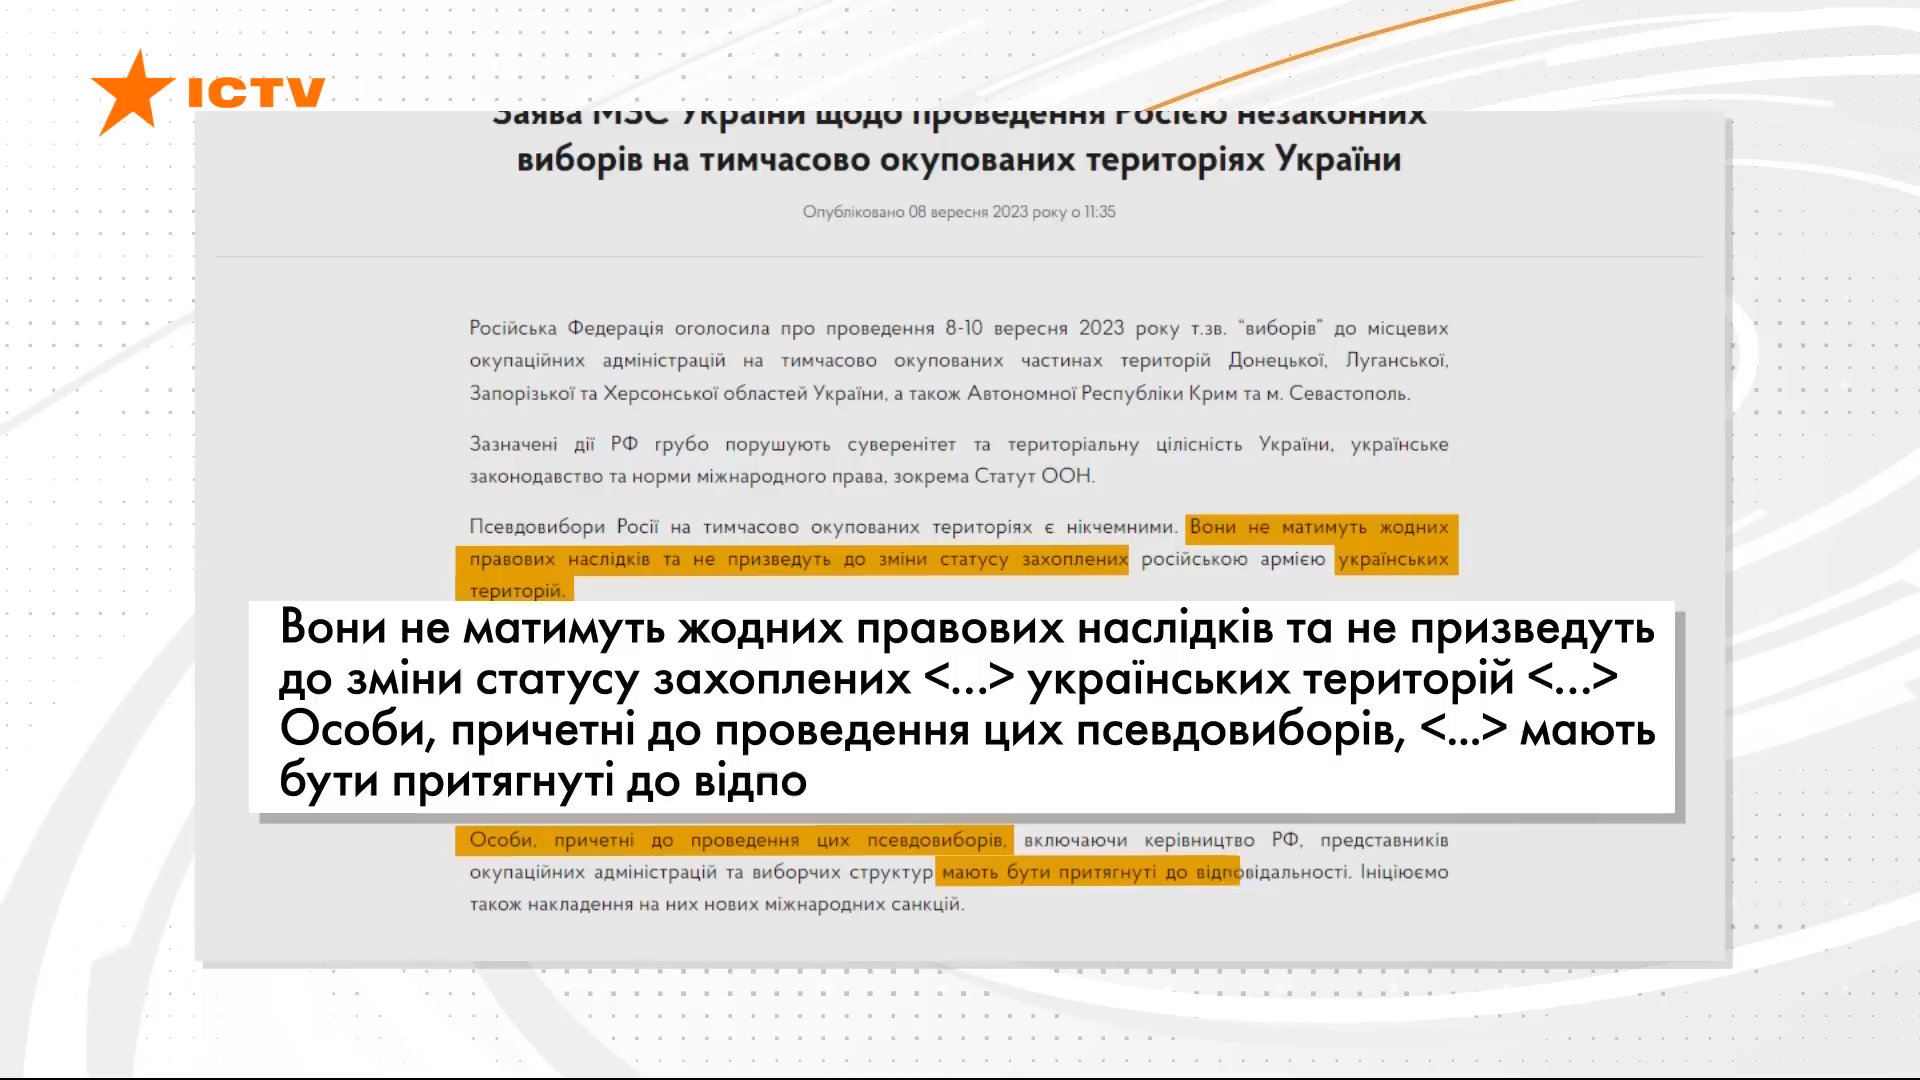 ICTV
Заява МЗС України щодо проведення Росією незаконних
виборів на тимчасово окупованих територіях України
Опубліковано 08 вересня 2023 року о 11:35
Російська Федерація оголосила про проведення 8-10 вересня 2023 року т.зв. “виборів” до місцевих
окупаційних адміністрацій на тимчасово окупованих частинах територій Донецької, Луганської,
Запорізької та Херсонської областей України, а також Автономної Республіки Крим та м. Севастополь.
Зазначені дії РФ грубо порушують суверенітет та територіальну цілісність України, українське
законодавство та норми міжнародного права, зокрема Статут ООН.
Псевдовибори Росії на тимчасово окупованих територіях є нікчемними. Вони не матимуть жодних
правових наслідків та не призведуть до зміни статусу захоплених російською армією українських
територій.
Вони не матимуть жодних правових наслідків та не призведуть
до зміни статусу захоплених <...> українських територій <...>
Особи, причетні до проведення цих псевдовиборів, <...> мають
бути притягнуті до відпо
Особи, причетні до проведення цих псевдовиборів, включаючи керівництво РФ, представників
окупаційних адміністрацій та виборчих структур мають бути притягнуті до відповідальності. Ініціюємо
також накладення на них нових міжнародних санкцій.